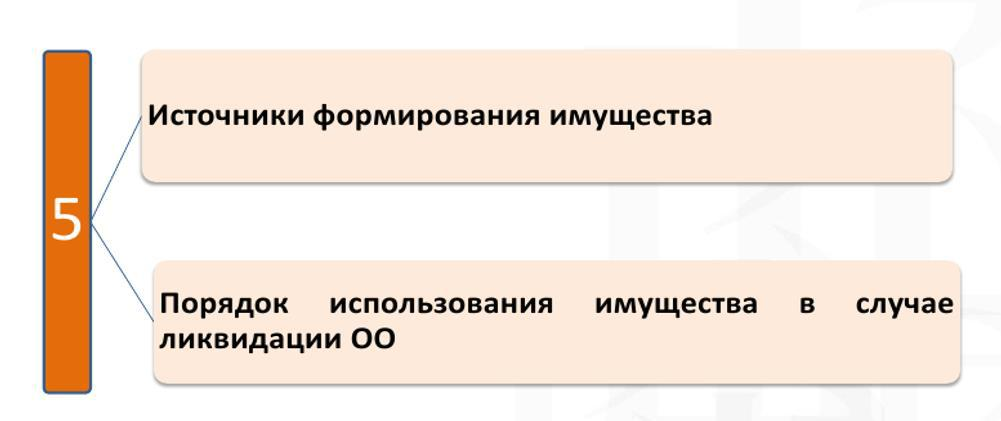 5
Источники формирования имущества
Порядок использования имущества в случае
ликвидации ОО